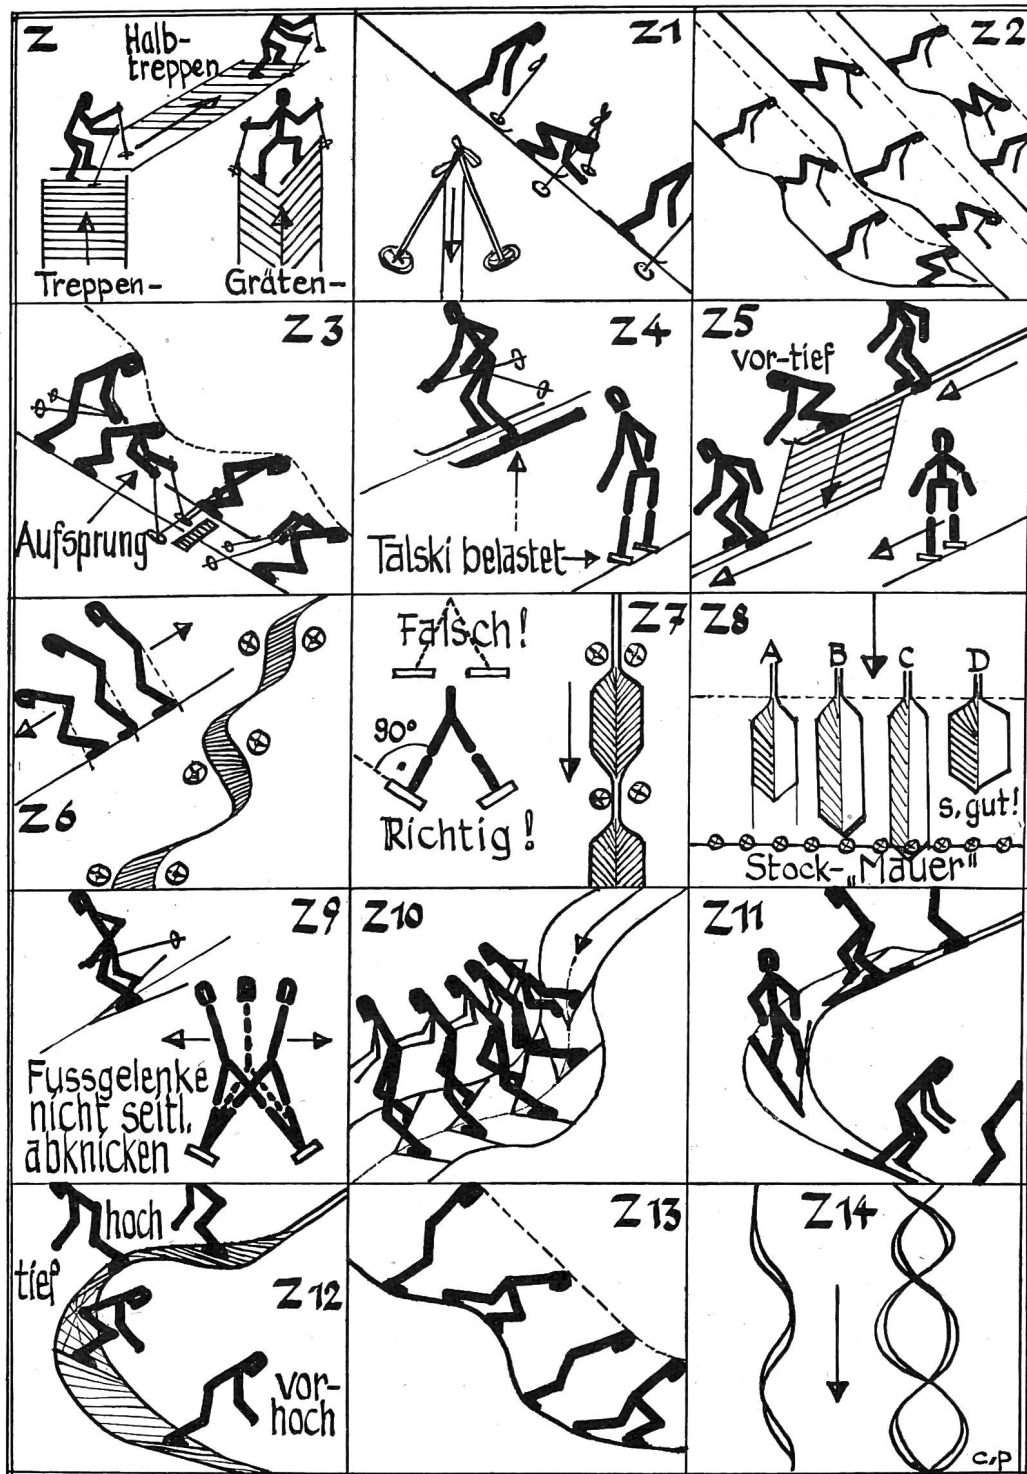 Z
Halb-
treppen
Treppen-
Gräten-
Z1
Z2
Z3
Aufsprung
Z4
Talski belastet
Z5
vor-tief
Z6
Z7
Falsch!
90°
Richtig!
Z8
A B C D
s. gut!
Stock-„Mauer"
Z9
Fussgelenke
nicht seitl.
abknicken
Z10
Z11
hoch
tief
Z12
vor-
hoch
Z13
Z14
c,p